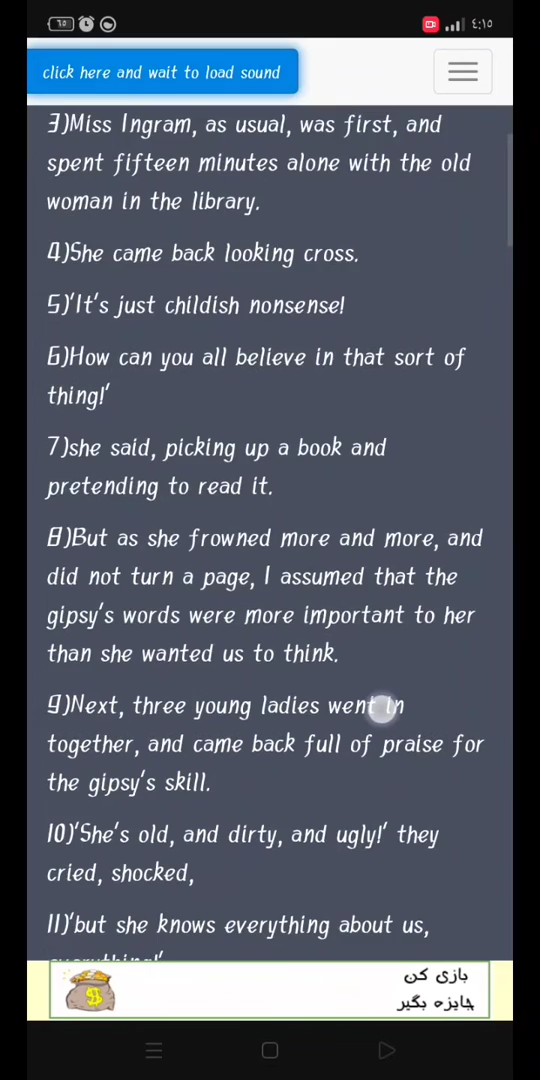 ٤:١٥
click here and wait to load sound
3)Miss Ingram, as usual, was first, and
spent fifteen minutes alone with the old
woman in the library.
4)She came back looking cross.
5)'It's just childish nonsense!
6)How can you all believe in that sort of
thing!'
7)she said, picking up a book and
pretending to read it.
8)But as she frowned more and more, and
did not turn a page, I assumed that the
gipsy's words were more important to her
than she wanted us to think.
9)Next, three young ladies went in
together, and came back full of praise for
the gipsy's skill.
10)'She's old, and dirty, and ugly!' they
cried, shocked,
11)'but she knows everything about us,
everything!'
بازی کن
جایزه بگیر